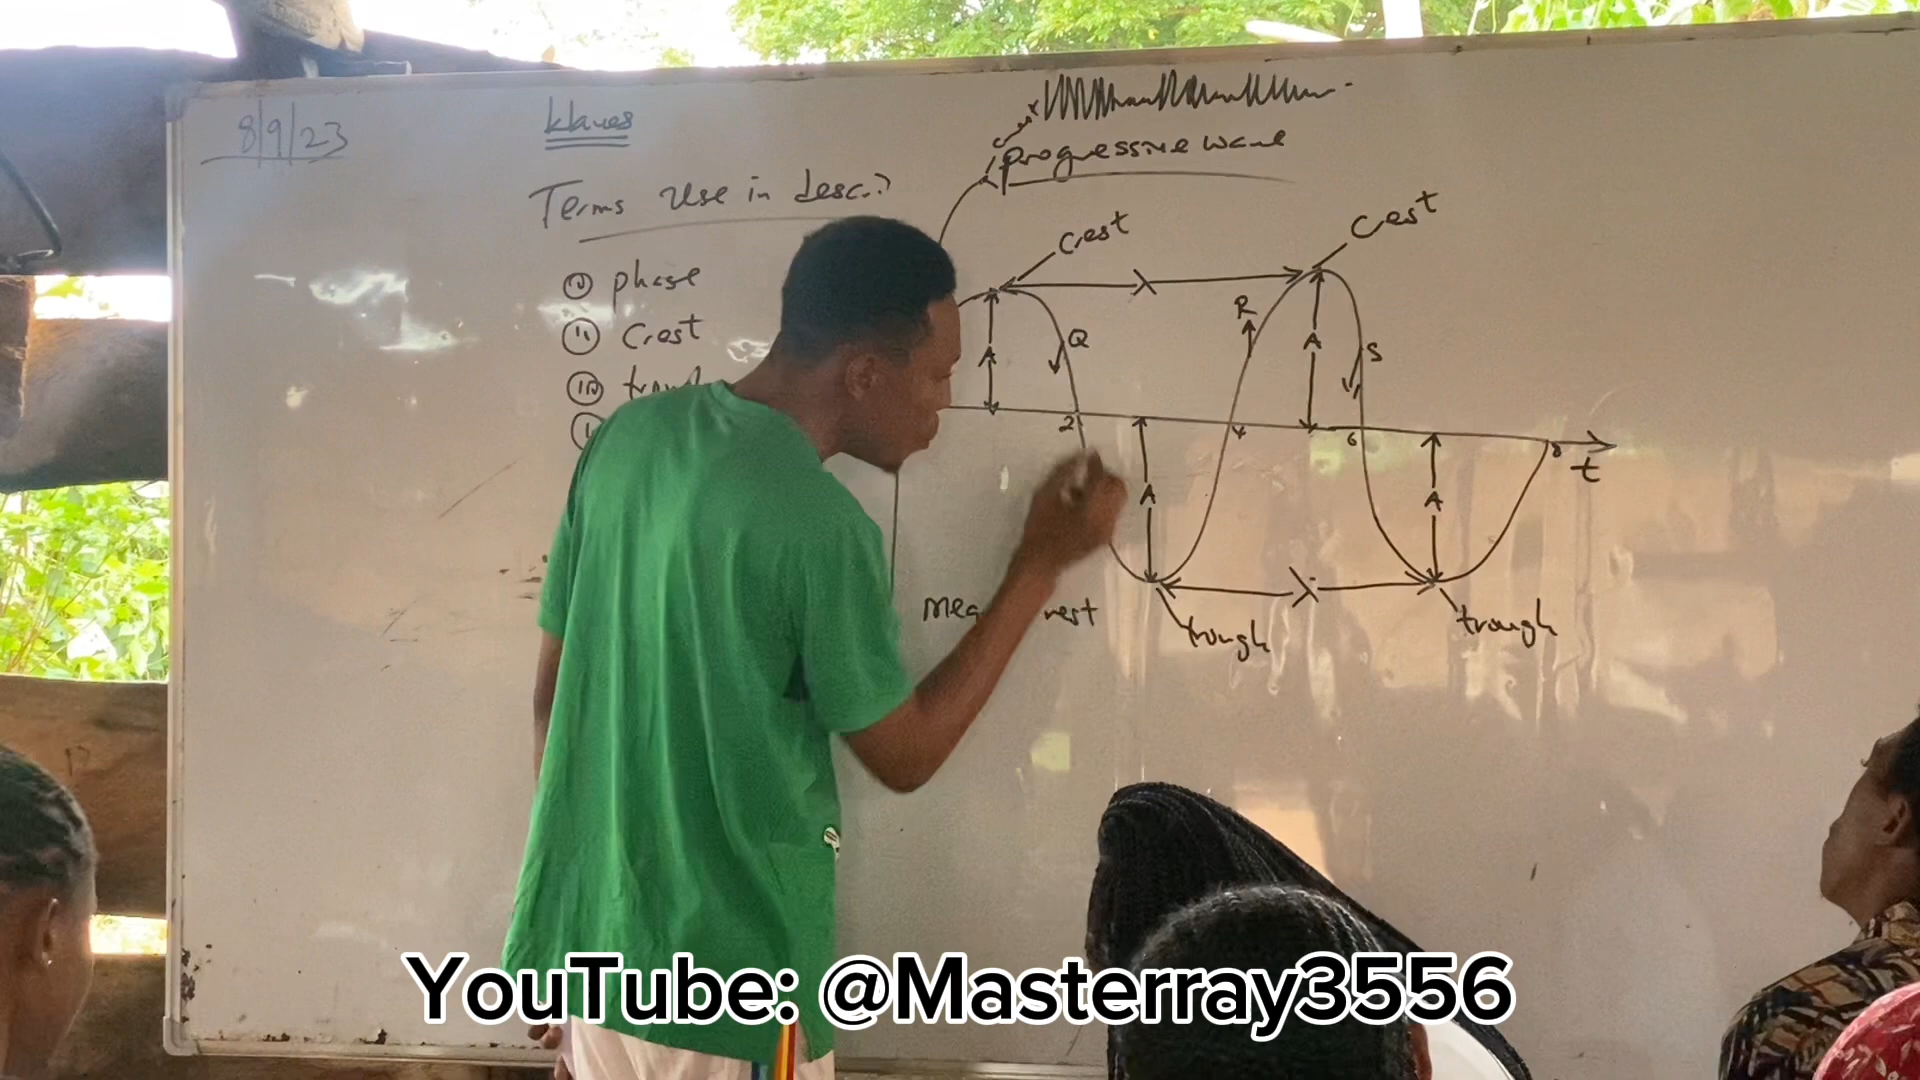 8/9/23
Waves
Terms Use in desc
progressive wave
(i) phase
(ii) Crest
(iii)
Crest
Crest
λ
A
Q
R
A
S
2
4
6
8
t
A
A
λ
rest
trough
trough
YouTube: @Masterray3556